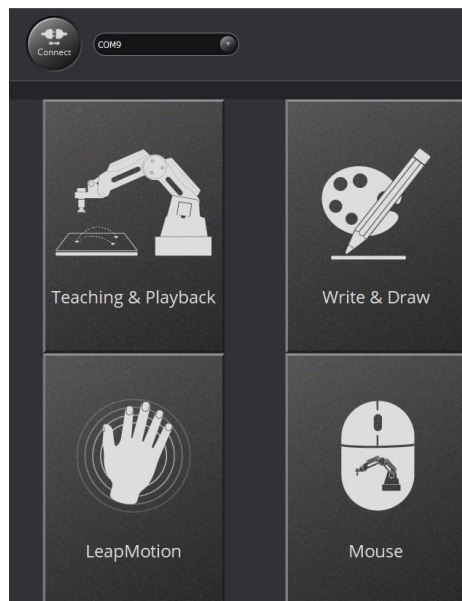 Connect
COM9
Teaching & Playback
Write & Draw
LeapMotion
Mouse